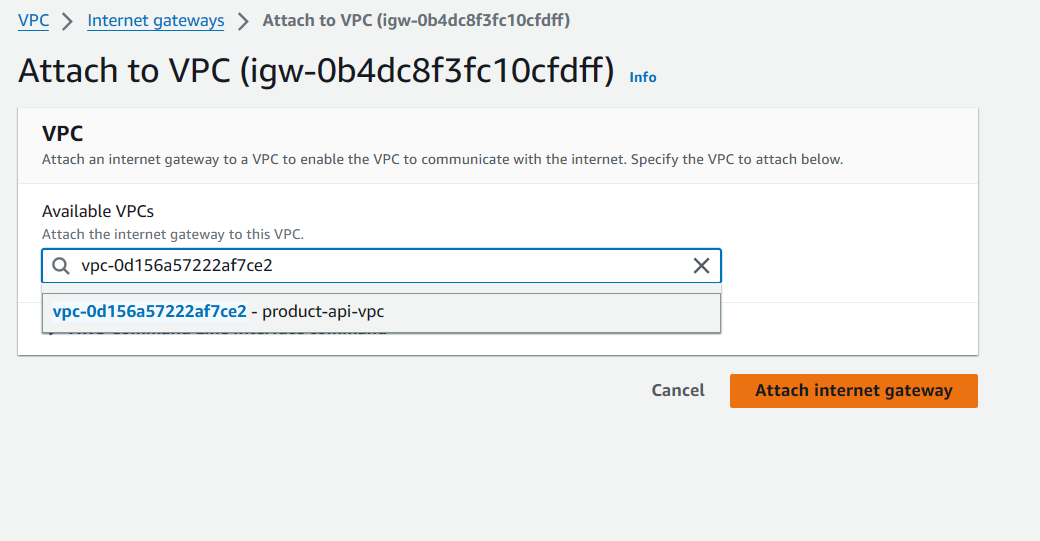 VPC > Internet gateways > Attach to VPC (igw-0b4dc8f3fc10cfdff)
Attach to VPC (igw-0b4dc8f3fc10cfdff) Info
VPC
Attach an internet gateway to a VPC to enable the VPC to communicate with the internet. Specify the VPC to attach below.
Available VPCs
Attach the internet gateway to this VPC.
vpc-0d156a57222af7ce2
vpc-0d156a57222af7ce2 - product-api-vpc
Cancel
Attach internet gateway